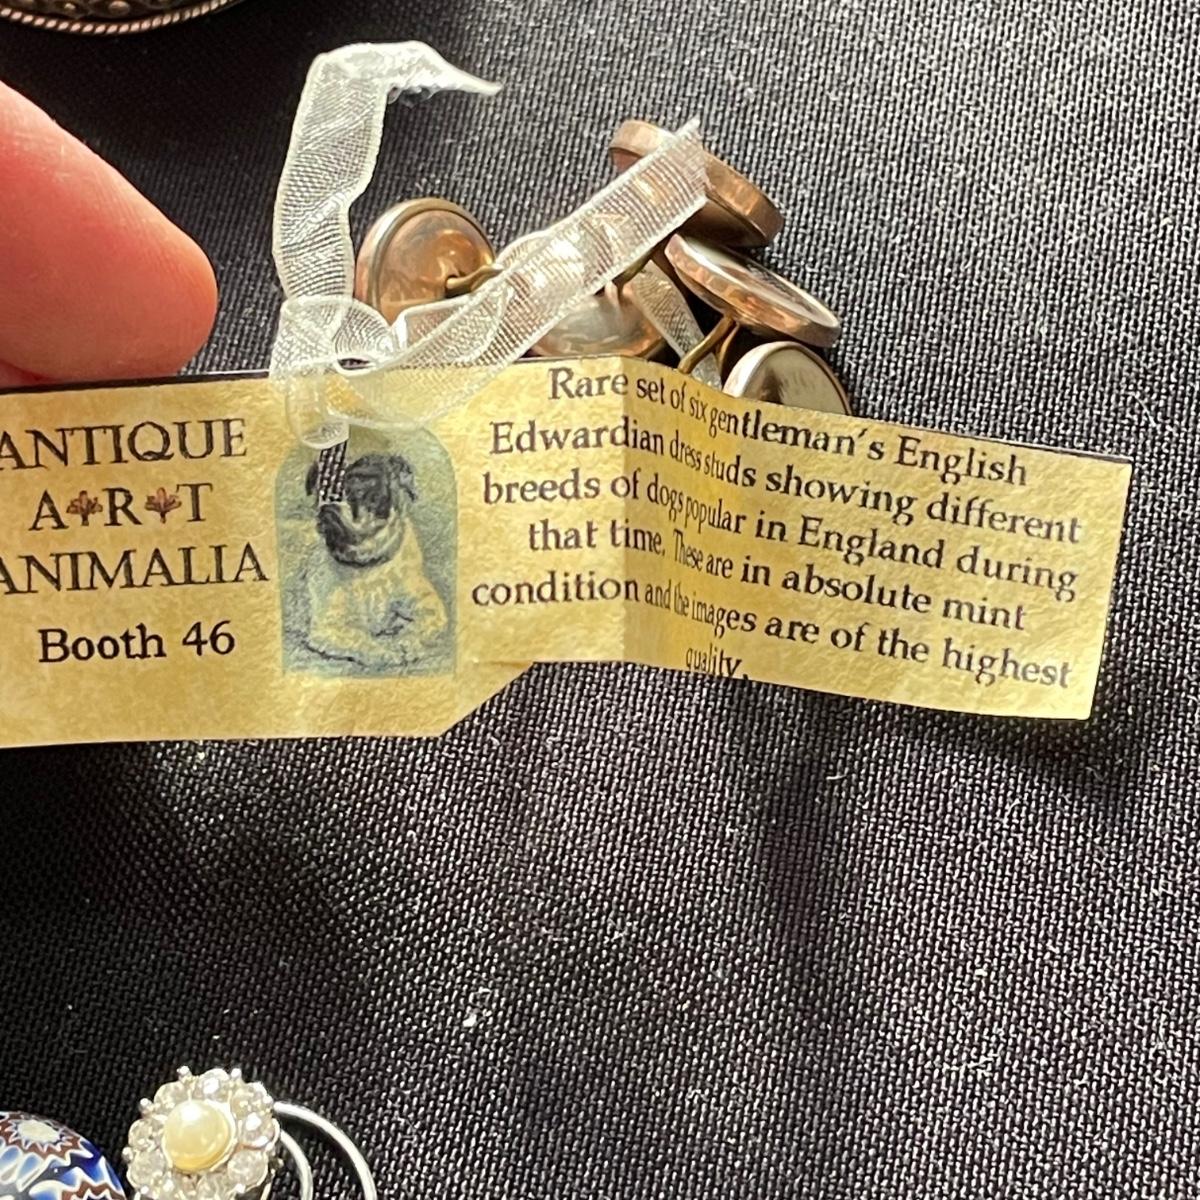 ANTIQUE
A R T
ANIMALIA
Booth 46
Rare set of six gentleman's English
Edwardian dress studs showing different
breeds of dogs popular in England during
that time. These are in absolute mint
condition and the images are of the highest
quality.